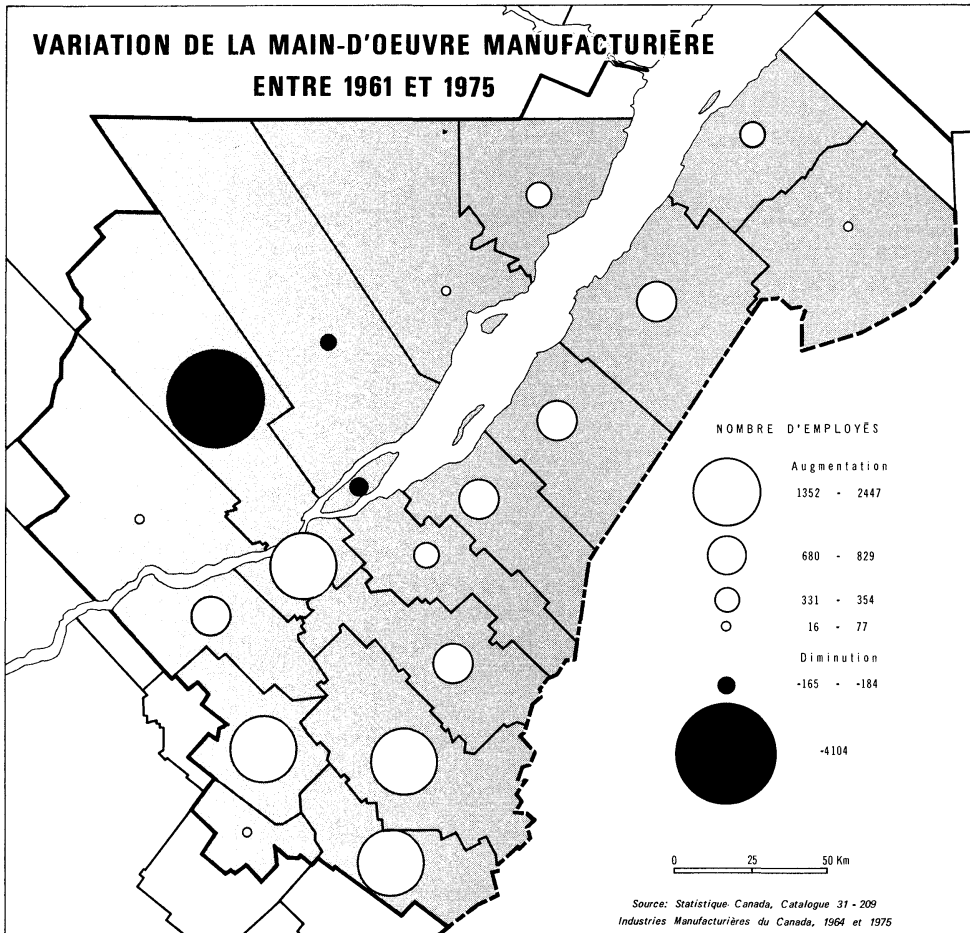 VARIATION DE LA MAIN-D'OEUVRE MANUFACTURIĒRE
ENTRE 1961 ET 1975
NOMBRE D'EMPLOYĒS
Augmentation
1352 - 2447
680 - 829
331 - 354
16 - 77
Diminution
-165 - -184
-4104
0 25 50 Km
Source: Statistique Canada, Catalogue 31 - 209
Industries Manufacturières du Canada, 1964 et 1975